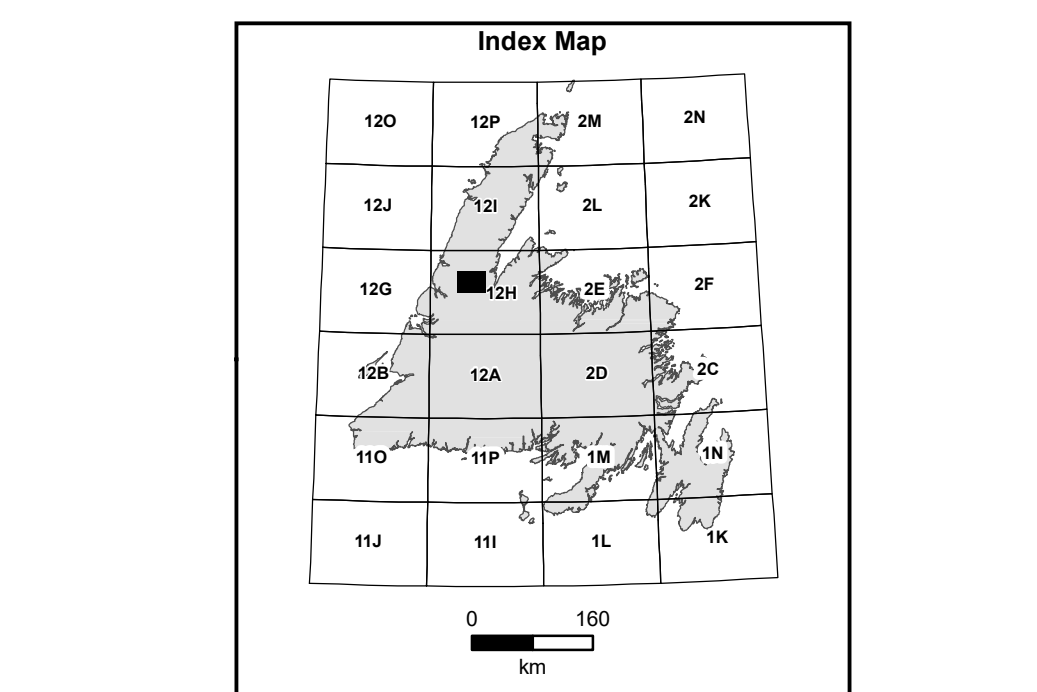 Index Map
12O 12P 2M 2N
12J 12I 2L 2K
12G 12H 2E 2F
12B 12A 2D 2C
11O 11P 1M 1N
11J 11I 1L 1K
0 160
km